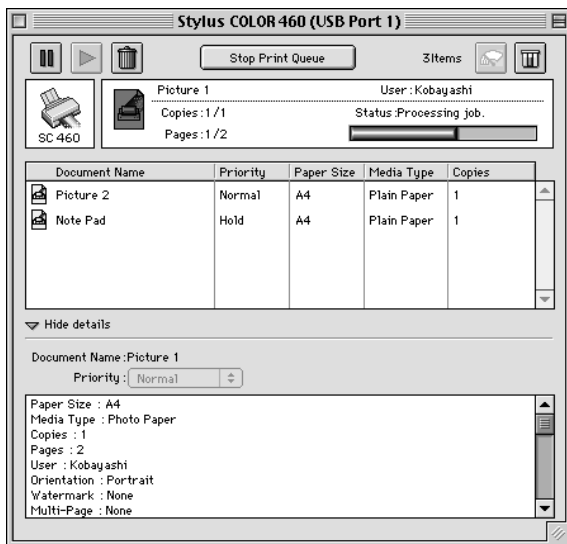 Stylus COLOR 460 (USB Port 1)
Stop Print Queue
3Items
SC 460
Picture 1
User : Kobayashi
Copies : 1/1
Status : Processing job.
Pages : 1/2
Document Name Priority Paper Size Media Type Copies
Picture 2 Normal A4 Plain Paper 1
Note Pad Hold A4 Plain Paper 1
Hide details
Document Name : Picture 1
Priority : Normal
Paper Size : A4
Media Type : Photo Paper
Copies : 1
Pages : 2
User : Kobayashi
Orientation : Portrait
Watermark : None
Multi-Page : None